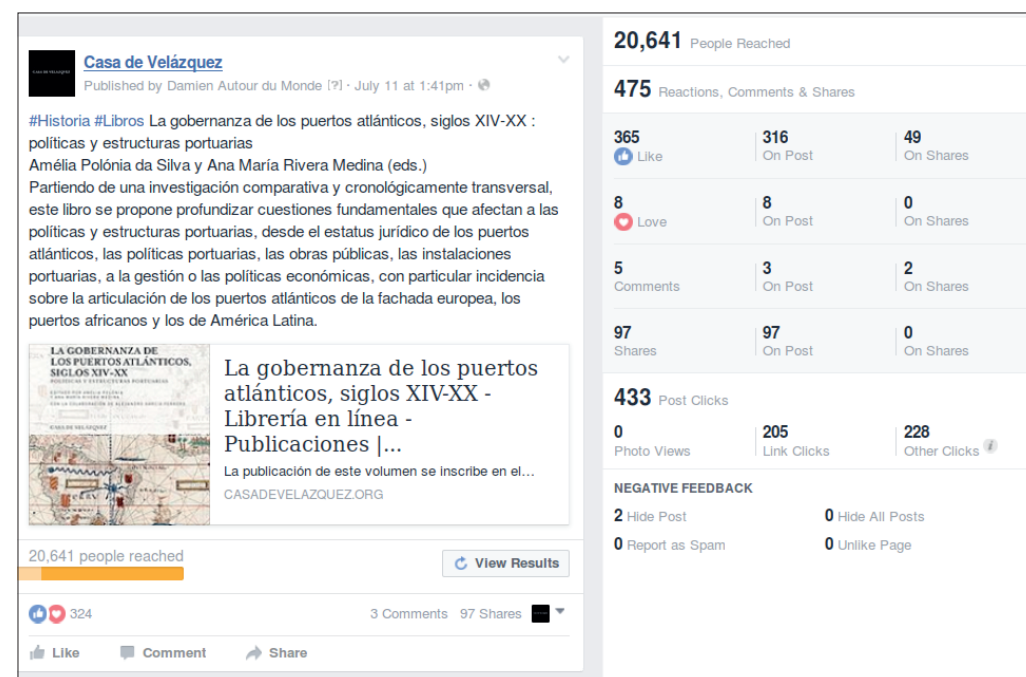 Casa de Velázquez
Published by Damien Autour du Monde [?] · July 11 at 1:41pm ·
#Historia #Libros La gobernanza de los puertos atlánticos, siglos XIV-XX :
políticas y estructuras portuarias
Amélia Polónia da Silva y Ana María Rivera Medina (eds.)
Partiendo de una investigación comparativa y cronológicamente transversal,
este libro se propone profundizar cuestiones fundamentales que afectan a las
políticas y estructuras portuarias, desde el estatus jurídico de los puertos
atlánticos, las políticas portuarias, las obras públicas, las instalaciones
portuarias, a la gestión o las políticas económicas, con particular incidencia
sobre la articulación de los puertos atlánticos de la fachada europea, los
puertos africanos y los de América Latina.
LA GOBERNANZA DE
LOS PUERTOS ATLÁNTICOS,
SIGLOS XIV-XX
POLÍTICAS Y ESTRUCTURAS PORTUARIAS
CASA DE VELÁZQUEZ
La gobernanza de los puertos
atlánticos, siglos XIV-XX -
Librería en línea -
Publicaciones |...
La publicación de este volumen se inscribe en el...
CASADEVELAZQUEZ.ORG
20,641 people reached
View Results
324
3 Comments 97 Shares
Like Comment Share
20,641 People Reached
475 Reactions, Comments & Shares
365 316 49
Like On Post On Shares
8 8 0
Love On Post On Shares
5 3 2
Comments On Post On Shares
97 97 0
Shares On Post On Shares
433 Post Clicks
0 205 228
Photo Views Link Clicks Other Clicks i
NEGATIVE FEEDBACK
2 Hide Post 0 Hide All Posts
0 Report as Spam 0 Unlike Page